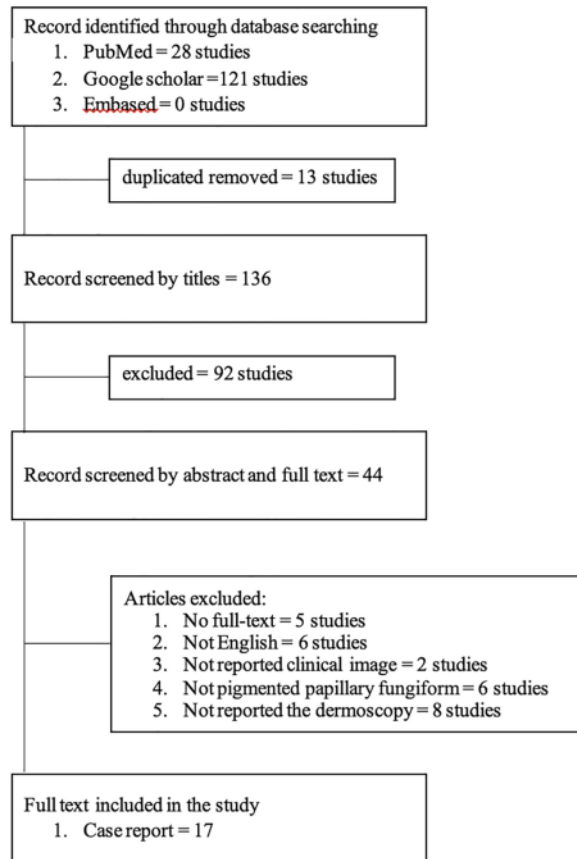 Record identified through database searching
1. PubMed = 28 studies
2. Google scholar =121 studies
3. Embased = 0 studies
duplicated removed = 13 studies
Record screened by titles = 136
excluded = 92 studies
Record screened by abstract and full text = 44
Articles excluded:
1. No full-text = 5 studies
2. Not English = 6 studies
3. Not reported clinical image = 2 studies
4. Not pigmented papillary fungiform = 6 studies
5. Not reported the dermoscopy = 8 studies
Full text included in the study
1. Case report = 17